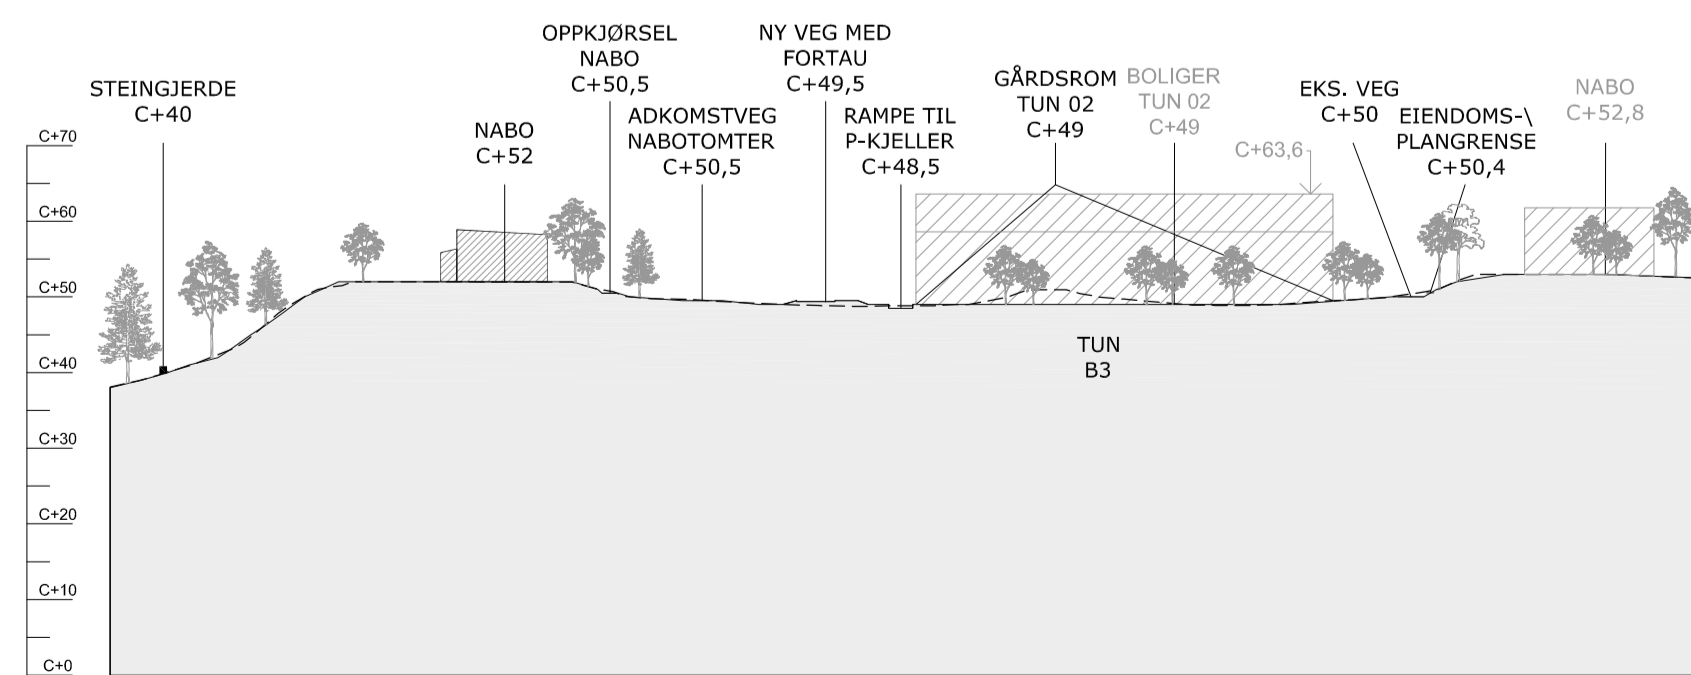 STEINGJERDE
C+40
NABO
C+52
OPPKJØRSEL
NABO
C+50,5
ADKOMSTVEG
NABOTOMTER
C+50,5
NY VEG MED
FORTAU
C+49,5
RAMPE TIL
P-KJELLER
C+48,5
GÅRDSROM
TUN 02
C+49
BOLIGER
TUN 02
C+49
C+63,6
EKS. VEG
C+50
EIENDOMS-\
PLANGRENSE
C+50,4
NABO
C+52,8
C+70
C+60
C+50
C+40
C+30
C+20
C+10
C+0
TUN
B3